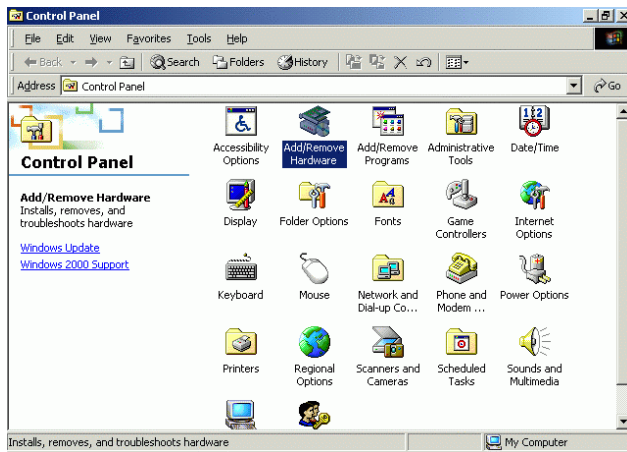 Control Panel
File Edit View Favorites Tools Help
Back Search Folders History
Address Control Panel Go
Control Panel
Add/Remove Hardware
Installs, removes, and
troubleshoots hardware
Windows Update
Windows 2000 Support
Accessibility
Options
Add/Remove
Hardware
Add/Remove
Programs
Administrative
Tools
Date/Time
Display
Folder Options
Fonts
Game
Controllers
Internet
Options
Keyboard
Mouse
Network and
Dial-up Co...
Phone and
Modem ...
Power Options
Printers
Regional
Options
Scanners and
Cameras
Scheduled
Tasks
Sounds and
Multimedia
Installs, removes, and troubleshoots hardware
My Computer